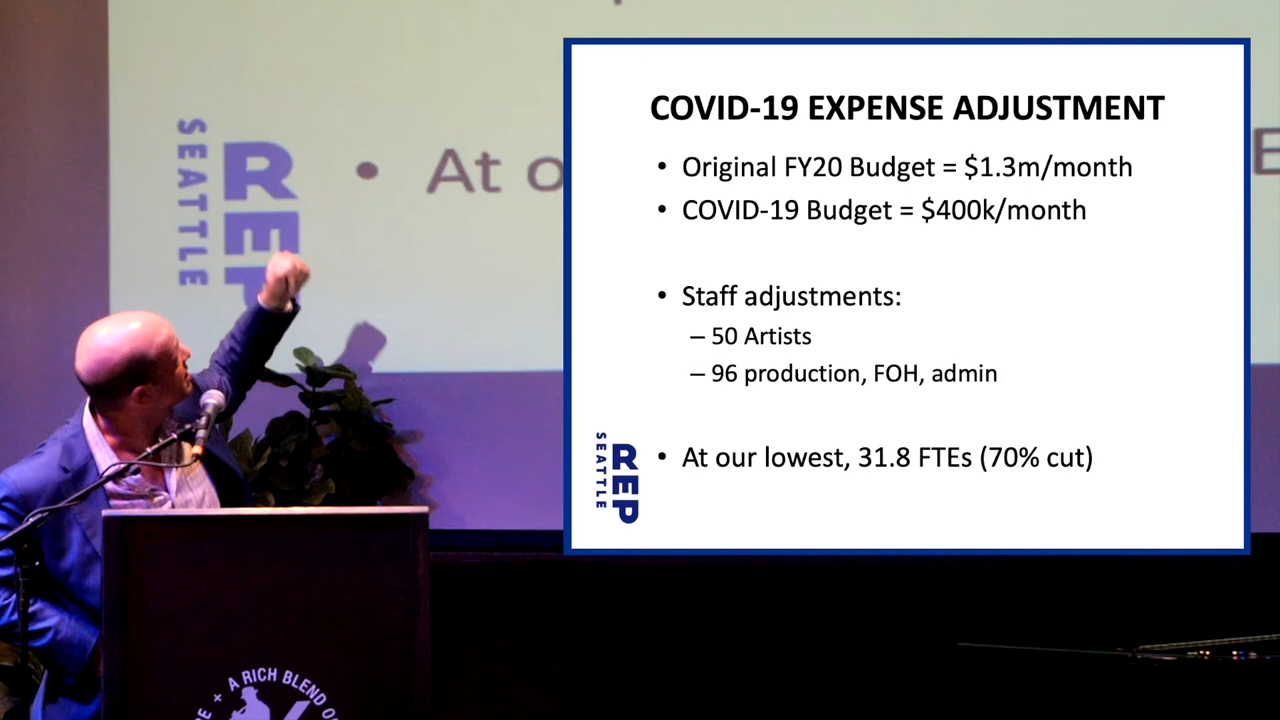 SEATTLE
REP
• At o
E
COVID-19 EXPENSE ADJUSTMENT
• Original FY20 Budget = $1.3m/month
• COVID-19 Budget = $400k/month
• Staff adjustments:
– 50 Artists
– 96 production, FOH, admin
• At our lowest, 31.8 FTEs (70% cut)
SEATTLE
REP
+ A RICH BLEND